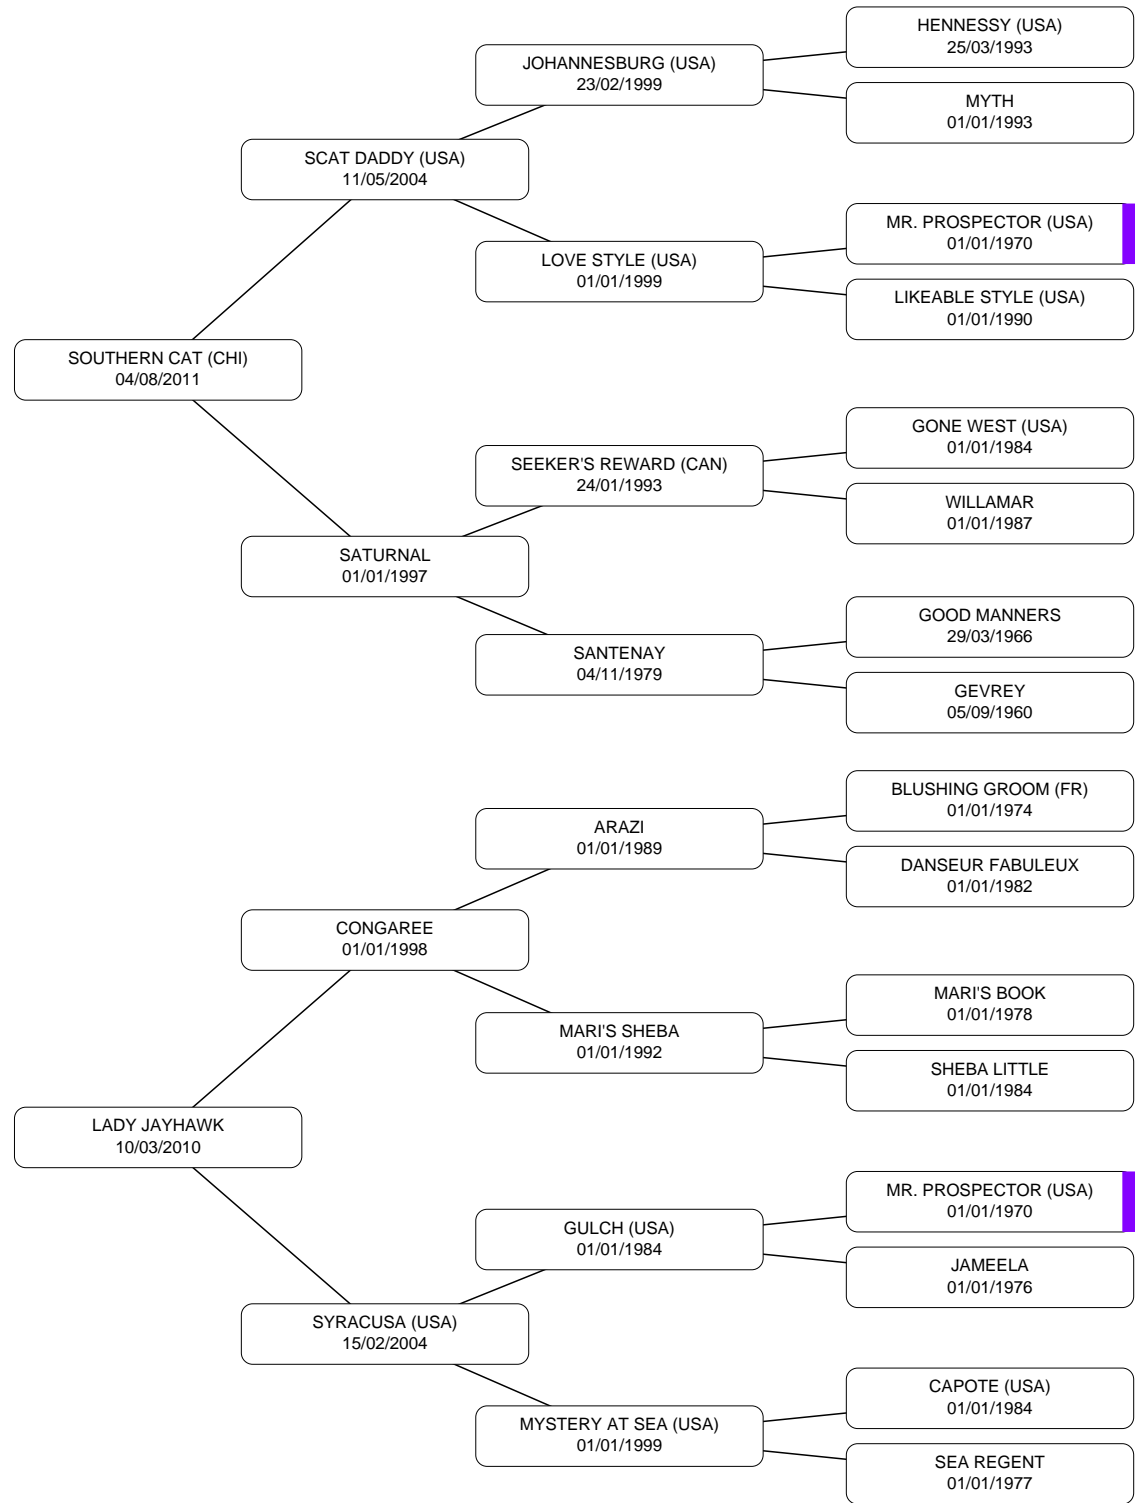 HENNESSY (USA)
25/03/1993
JOHANNESBURG (USA)
23/02/1999
MYTH
01/01/1993
SCAT DADDY (USA)
11/05/2004
MR. PROSPECTOR (USA)
01/01/1970
LOVE STYLE (USA)
01/01/1999
LIKEABLE STYLE (USA)
01/01/1990
SOUTHERN CAT (CHI)
04/08/2011
GONE WEST (USA)
01/01/1984
SEEKER'S REWARD (CAN)
24/01/1993
WILLAMAR
01/01/1987
SATURNAL
01/01/1997
GOOD MANNERS
29/03/1966
SANTENAY
04/11/1979
GEVREY
05/09/1960
BLUSHING GROOM (FR)
01/01/1974
ARAZI
01/01/1989
DANSEUR FABULEUX
01/01/1982
CONGAREE
01/01/1998
MARI'S BOOK
01/01/1978
MARI'S SHEBA
01/01/1992
SHEBA LITTLE
01/01/1984
LADY JAYHAWK
10/03/2010
MR. PROSPECTOR (USA)
01/01/1970
GULCH (USA)
01/01/1984
JAMEELA
01/01/1976
SYRACUSA (USA)
15/02/2004
CAPOTE (USA)
01/01/1984
MYSTERY AT SEA (USA)
01/01/1999
SEA REGENT
01/01/1977